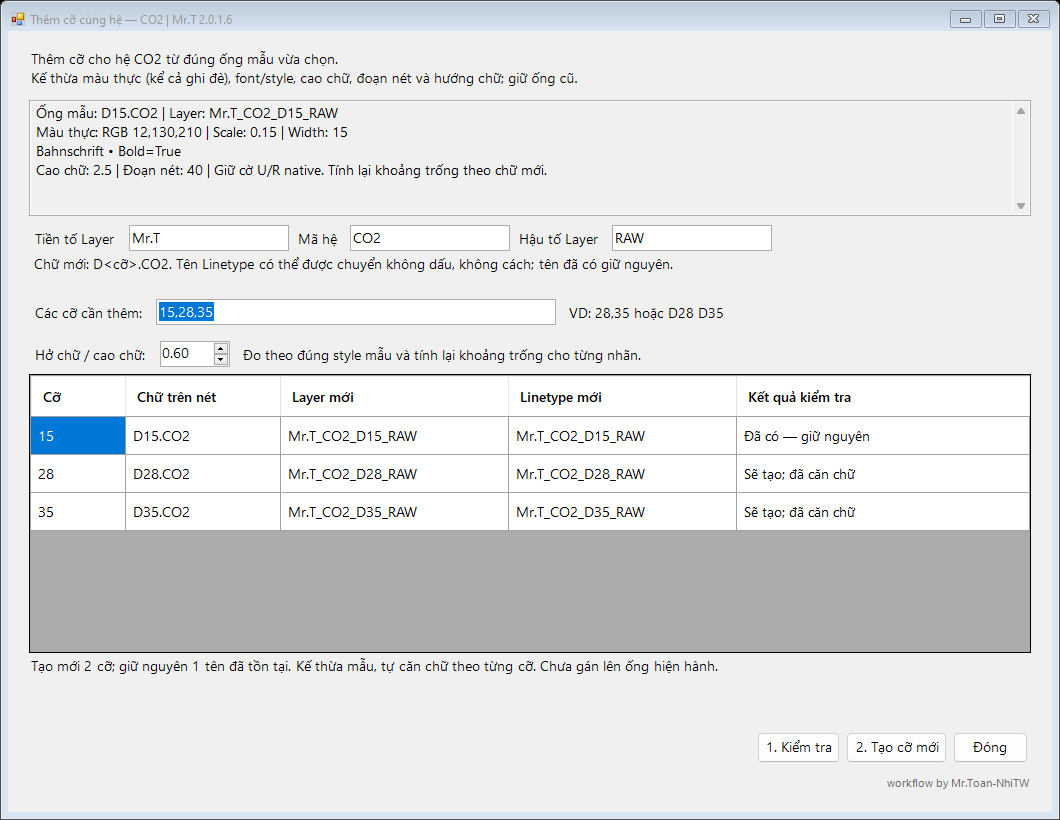 Thêm cỡ cùng hệ — CO2 | Mr.T 2.0.1.6
Thêm cỡ cho hệ CO2 từ đúng ống mẫu vừa chọn.
Kế thừa màu thực (kể cả ghi đè), font/style, cao chữ, đoạn nét và hướng chữ; giữ ống cũ.
Ống mẫu: D15.CO2 | Layer: Mr.T_CO2_D15_RAW
Màu thực: RGB 12,130,210 | Scale: 0.15 | Width: 15
Bahnschrift • Bold=True
Cao chữ: 2.5 | Đoạn nét: 40 | Giữ cờ U/R native. Tính lại khoảng trống theo chữ mới.
Tiền tố Layer Mr.T Mã hệ CO2 Hậu tố Layer RAW
Chữ mới: D<cỡ>.CO2. Tên Linetype có thể được chuyển không dấu, không cách; tên đã có giữ nguyên.
Các cỡ cần thêm: 15,28,35 VD: 28,35 hoặc D28 D35
Hở chữ / cao chữ: 0.60 Đo theo đúng style mẫu và tính lại khoảng trống cho từng nhãn.
Cỡ Chữ trên nét Layer mới Linetype mới Kết quả kiểm tra
15 D15.CO2 Mr.T_CO2_D15_RAW Mr.T_CO2_D15_RAW Đã có — giữ nguyên
28 D28.CO2 Mr.T_CO2_D28_RAW Mr.T_CO2_D28_RAW Sẽ tạo; đã căn chữ
35 D35.CO2 Mr.T_CO2_D35_RAW Mr.T_CO2_D35_RAW Sẽ tạo; đã căn chữ
Tạo mới 2 cỡ; giữ nguyên 1 tên đã tồn tại. Kế thừa mẫu, tự căn chữ theo từng cỡ. Chưa gán lên ống hiện hành.
1. Kiểm tra 2. Tạo cỡ mới Đóng
workflow by Mr.Toan-NhiTW